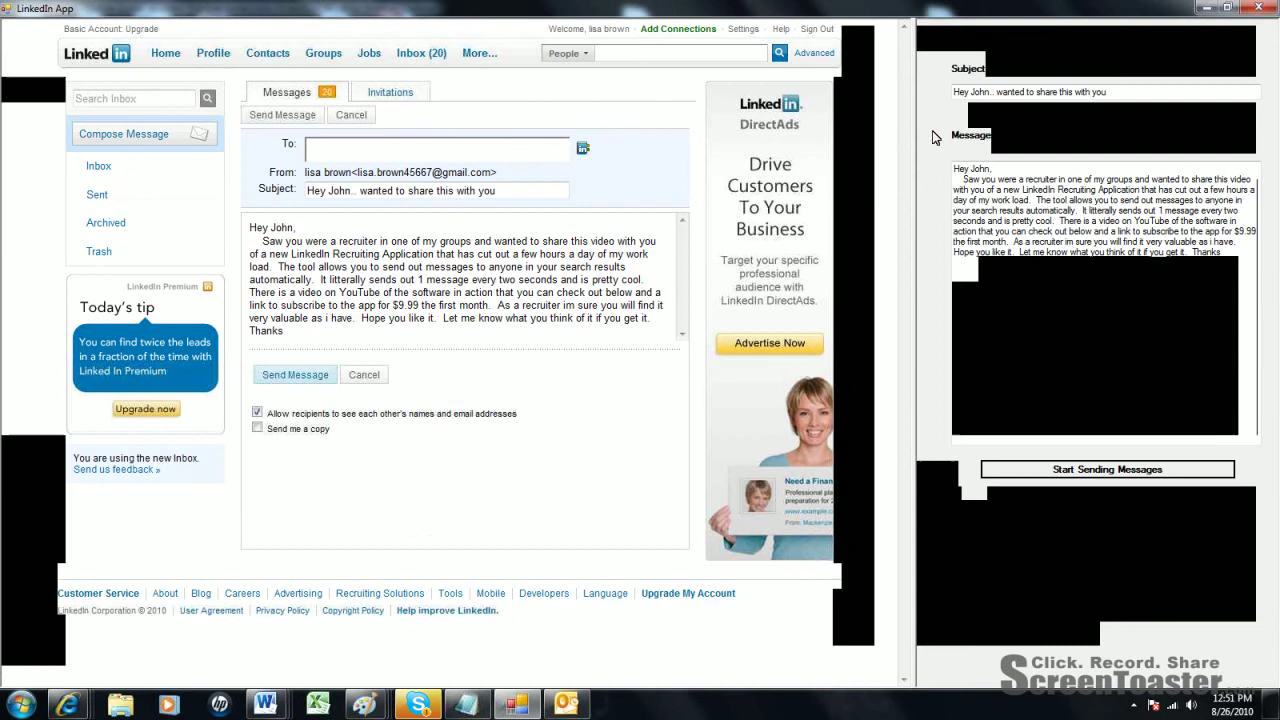 LinkedIn App
Basic Account: Upgrade
Welcome, lisa brown · Add Connections · Settings · Help · Sign Out
Linked in Home Profile Contacts Groups Jobs Inbox (20) More... People Advanced
Search Inbox
Compose Message
Inbox
Sent
Archived
Trash
LinkedIn Premium in
Today's tip
You can find twice the leads
in a fraction of the time with
Linked In Premium
Upgrade now
You are using the new Inbox.
Send us feedback »
Messages 20 Invitations
Send Message Cancel
To:
From: lisa brown<lisa.brown45667@gmail.com>
Subject: Hey John.. wanted to share this with you
Hey John,
Saw you were a recruiter in one of my groups and wanted to share this video with you
of a new LinkedIn Recruiting Application that has cut out a few hours a day of my work
load. The tool allows you to send out messages to anyone in your search results
automatically. It litterally sends out 1 message every two seconds and is pretty cool.
There is a video on YouTube of the software in action that you can check out below and a
link to subscribe to the app for $9.99 the first month. As a recruiter im sure you will find it
very valuable as i have. Hope you like it. Let me know what you think of it if you get it.
Thanks
Send Message Cancel
Allow recipients to see each other's names and email addresses
Send me a copy
Linked in
DirectAds
Drive
Customers
To Your
Business
Target your specific
professional
audience with
LinkedIn DirectAds.
Advertise Now
Need a Finan
Professional pla
preparation for 2
www.example.c
From: Mackenzie
Customer Service About Blog Careers Advertising Recruiting Solutions Tools Mobile Developers Language Upgrade My Account
LinkedIn Corporation © 2010 User Agreement Privacy Policy Copyright Policy Help improve LinkedIn.
Subject
Hey John.. wanted to share this with you
Message
Hey John,
Saw you were a recruiter in one of my groups and wanted to share this video
with you of a new LinkedIn Recruiting Application that has cut out a few hours a
day of my work load. The tool allows you to send out messages to anyone in
your search results automatically. It litterally sends out 1 message every two
seconds and is pretty cool. There is a video on YouTube of the software in
action that you can check out below and a link to subscribe to the app for $9.99
the first month. As a recruiter im sure you will find it very valuable as i have.
Hope you like it. Let me know what you think of it if you get it. Thanks
Start Sending Messages
Click. Record. Share
ScreenToaster
12:51 PM
8/26/2010